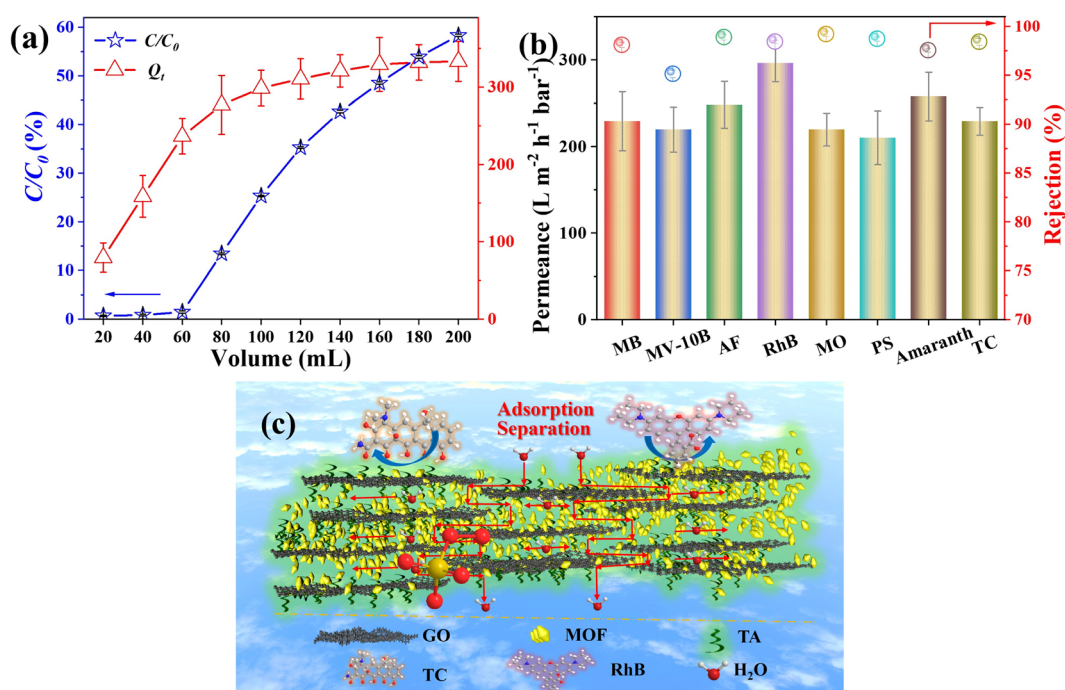 (a)
C/C₀
Qₜ
C/C₀ (%)
60
50
40
30
20
10
0
300
200
100
0
20 40 60 80 100 120 140 160 180 200
Volume (mL)
(b)
Permeance (L m⁻² h⁻¹ bar⁻¹)
300
200
100
0
100
95
90
85
80
75
70
Rejection (%)
MB MV-10B AF RhB MO PS Amaranth TC
(c)
Adsorption
Separation
GO MOF TA
TC RhB H₂O